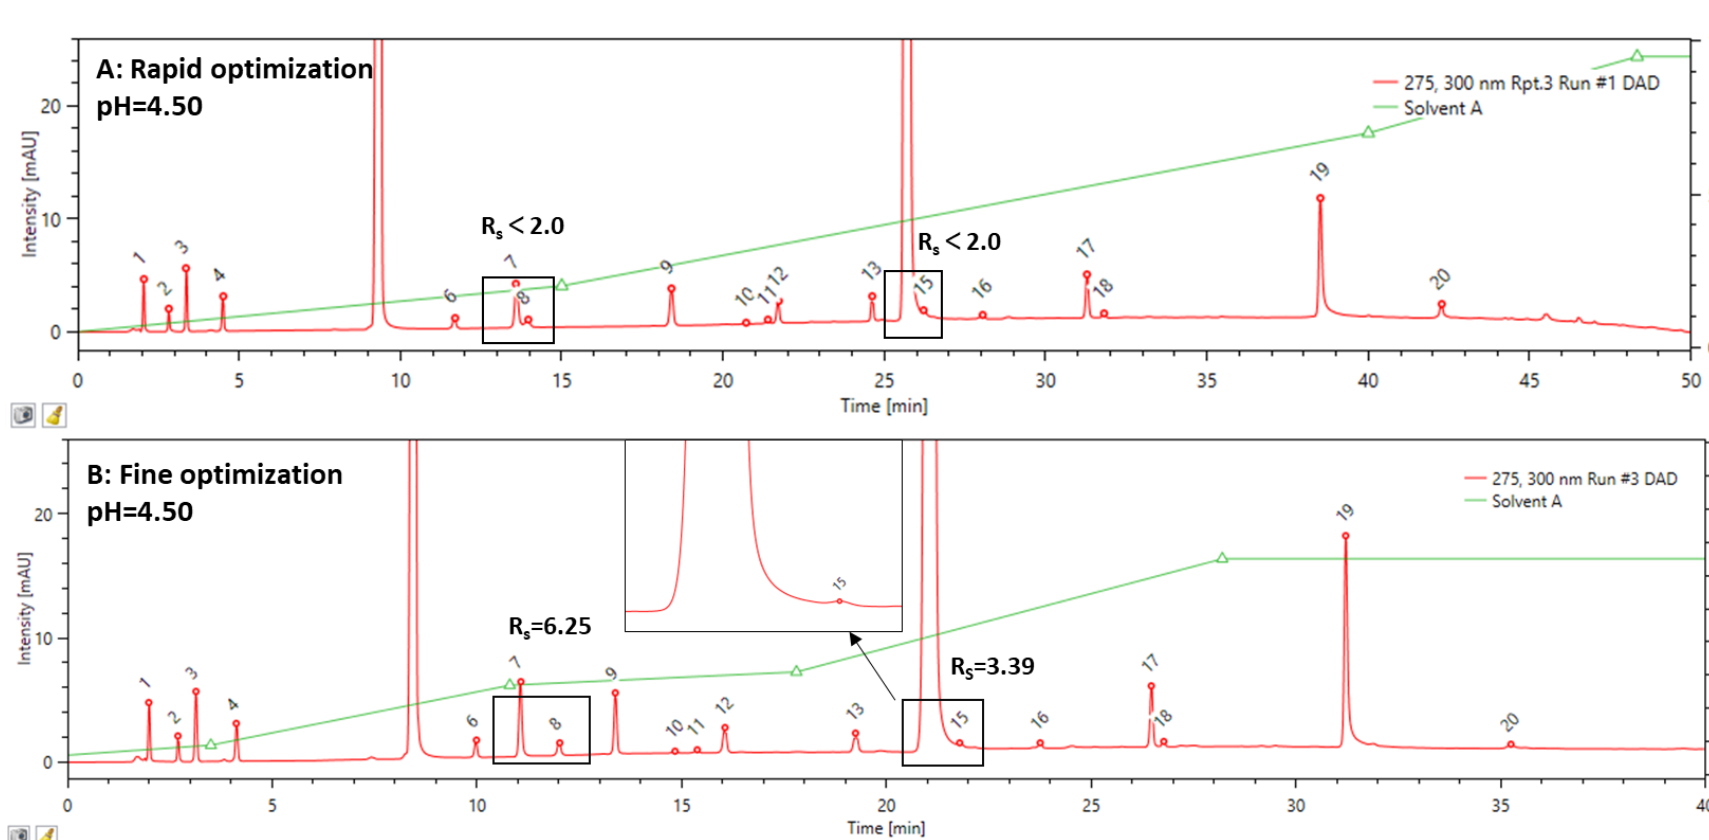 A: Rapid optimization
pH=4.50
275, 300 nm Rpt.3 Run #1 DAD
Solvent A
Intensity [mAU]
20
10
0
Rs < 2.0
Rs < 2.0
1
2
3
4
6
7
8
9
10
11
12
13
15
16
17
18
19
20
0 5 10 15 20 25 30 35 40 45 50
Time [min]
B: Fine optimization
pH=4.50
275, 300 nm Run #3 DAD
Solvent A
Intensity [mAU]
20
10
0
15
Rs=6.25
Rs=3.39
1
2
3
4
6
7
8
9
10
11
12
13
15
16
17
18
19
20
0 5 10 15 20 25 30 35
Time [min]